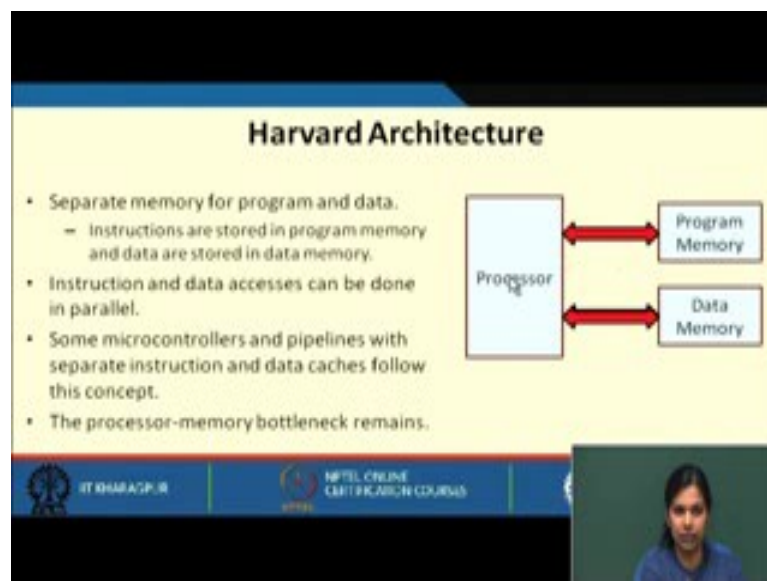 Harvard Architecture
• Separate memory for program and data.
– Instructions are stored in program memory
and data are stored in data memory.
• Instruction and data accesses can be done
in parallel.
• Some microcontrollers and pipelines with
separate instruction and data caches follow
this concept.
• The processor-memory bottleneck remains.
Processor
Program
Memory
Data
Memory
IIT KHARAGPUR
NPTEL ONLINE
CERTIFICATION COURSES
NPTEL